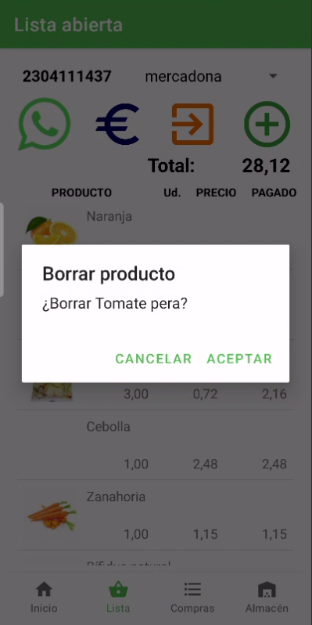 Lista abierta
2304111437 mercadona
Total: 28,12
PRODUCTO Ud. PRECIO PAGADO
Naranja
Borrar producto
¿Borrar Tomate pera?
CANCELAR ACEPTAR
3,00 0,72 2,16
Cebolla
1,00 2,48 2,48
Zanahoria
1,00 1,15 1,15
Inicio Lista Compras Almacén